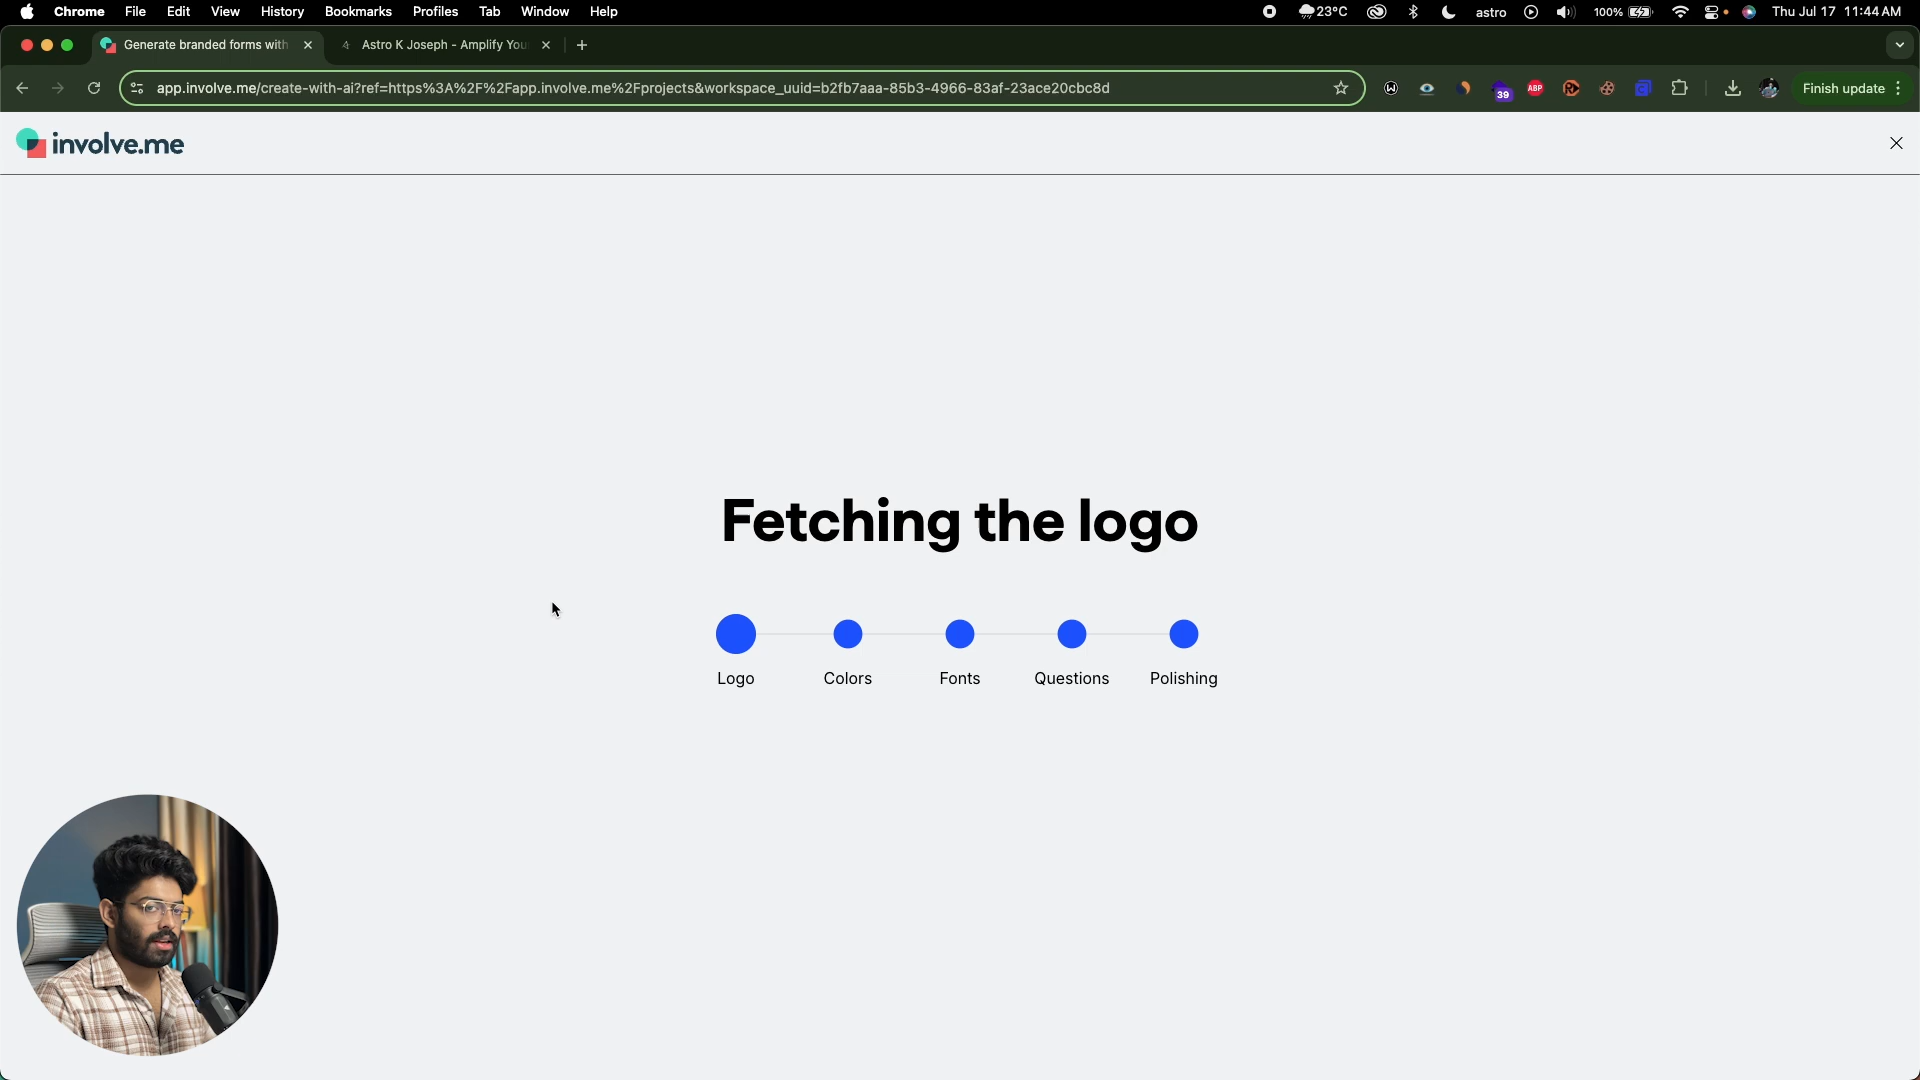 Chrome File Edit View History Bookmarks Profiles Tab Window Help 23°C astro 100% Thu Jul 17 11:44 AM
Generate branded forms with Astro K Joseph - Amplify You
app.involve.me/create-with-ai?ref=https%3A%2F%2Fapp.involve.me%2Fprojects&workspace_uuid=b2fb7aaa-85b3-4966-83af-23ace20cbc8d 39 ABP Finish update
involve.me
Fetching the logo
Logo Colors Fonts Questions Polishing